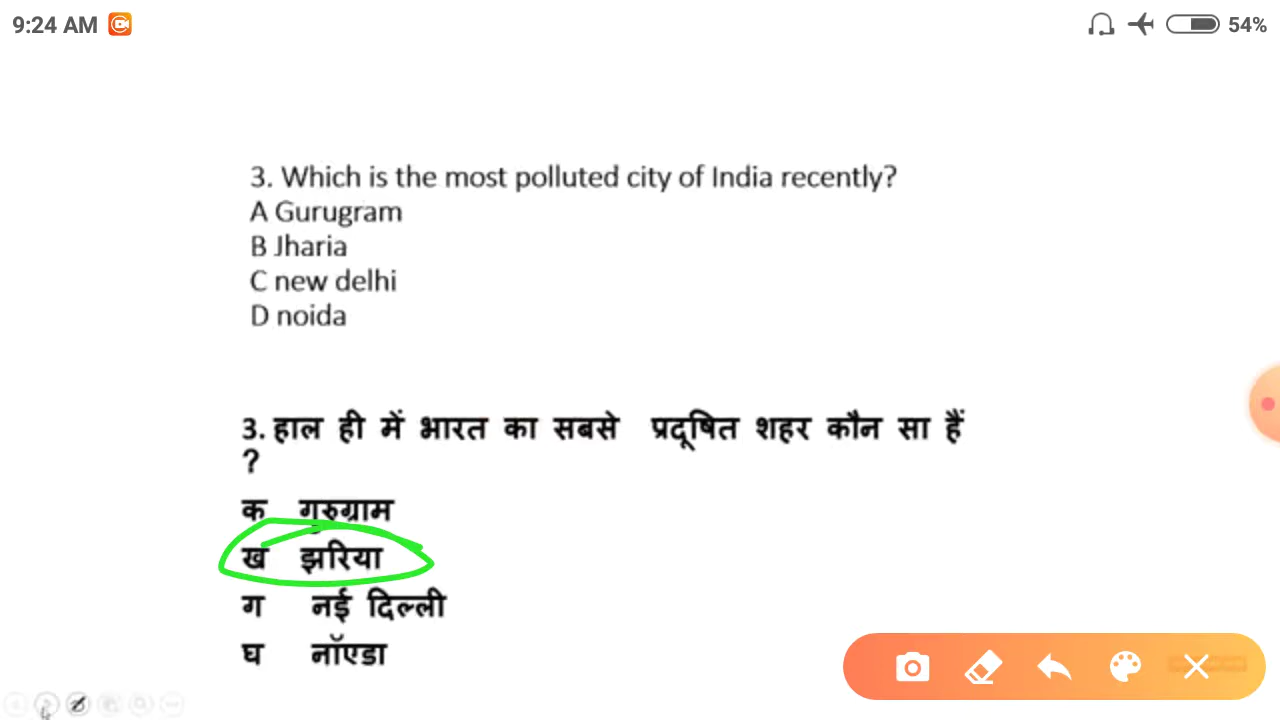 9:24 AM
54%
3. Which is the most polluted city of India recently?
A Gurugram
B Jharia
C new delhi
D noida
3. हाल ही में भारत का सबसे प्रदूषित शहर कौन सा हैं
?
क गुरुग्राम
ख झरिया
ग नई दिल्ली
घ नॉएडा